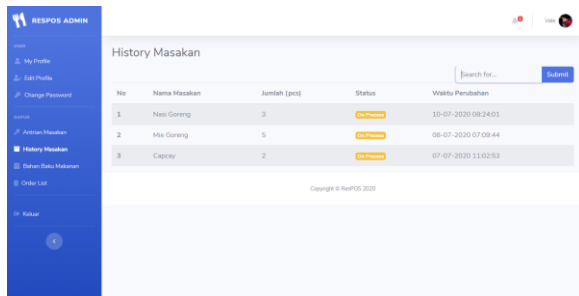 RESPOS ADMIN
My Profile
Edit Profile
Change Password
DAPUR
Antrian Masakan
History Masakan
Bahan Baku Makanan
Order List
Keluar
History Masakan
Search for...
Submit
No Nama Masakan Jumlah (pcs) Status Waktu Perubahan
1 Nasi Goreng 3 On Process 10-07-2020 08:24:01
2 Mie Goreng 5 On Process 08-07-2020 07:09:44
3 Capcay 2 On Process 07-07-2020 11:02:53
Copyright © ResPOS 2020